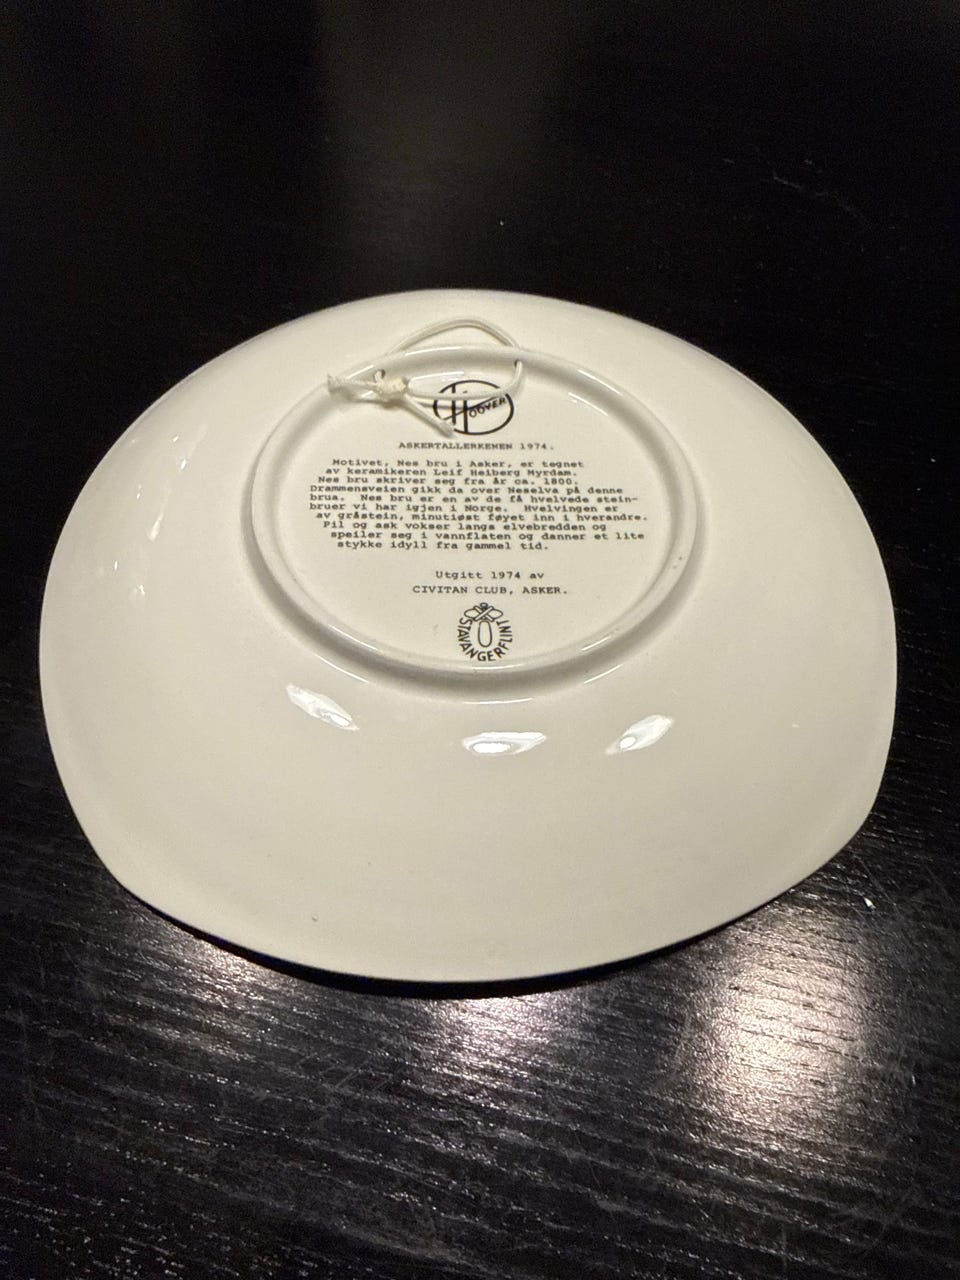 HOOVER
ASKERTALLERKENEN 1974.
Motivet, Nes bru i Asker, er tegnet
av keramikeren Leif Heiberg Myrdam.
Nes bru skriver seg fra år ca. 1800.
Drammensveien gikk da over Neselva på denne
brua. Nes bru er en av de få hvelvede stein-
bruer vi har igjen i Norge. Hvelvingen er
av gråstein, minutiøst føyet inn i hverandre.
Pil og ask vokser langs elvebredden og
speiler seg i vannflaten og danner et lite
stykke idyll fra gammel tid.
Utgitt 1974 av
CIVITAN CLUB, ASKER.
STAVANGERFLINT